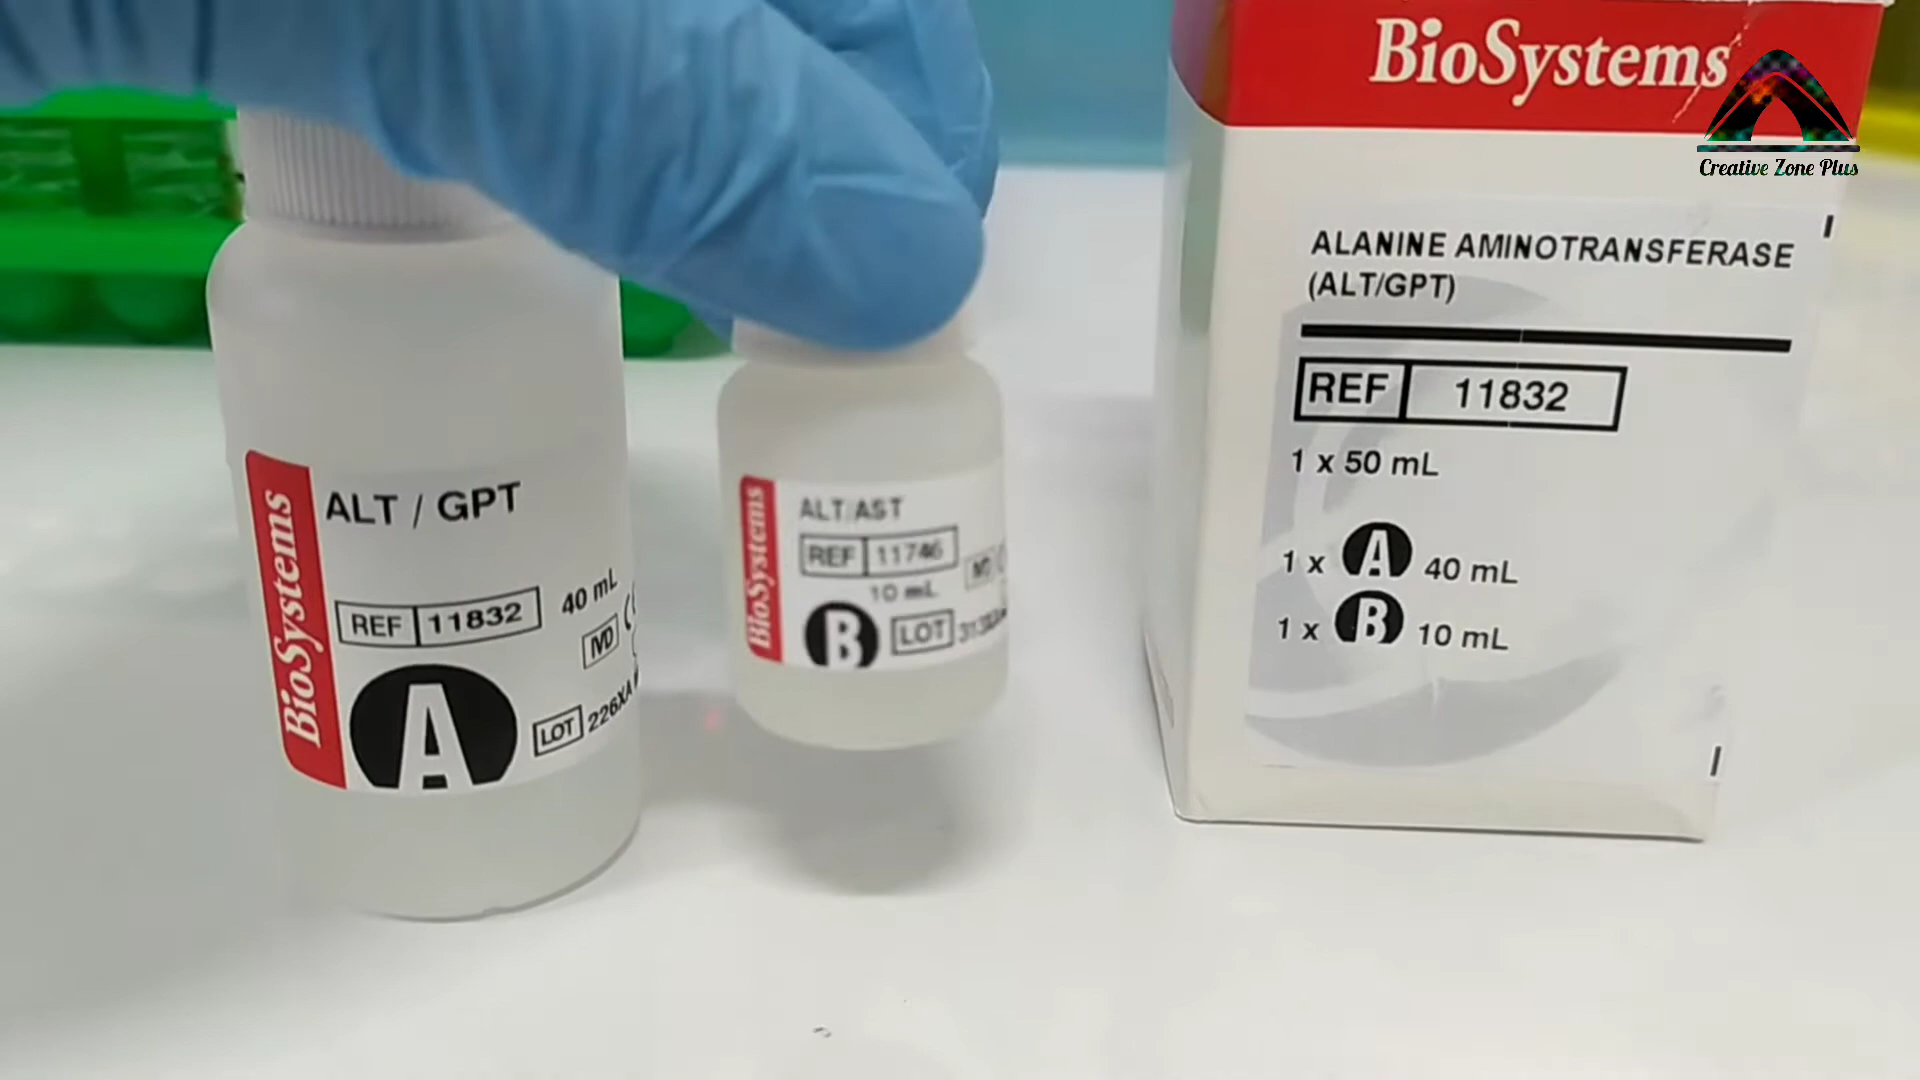 BioSystems
Creative Zone Plus
ALANINE AMINOTRANSFERASE
(ALT/GPT)
REF 11832
1 x 50 mL
1 x A 40 mL
1 x B 10 mL
BioSystems
ALT / GPT
REF 11832
40 mL
IVD
A
LOT 226XA
BioSystems
ALT/AST
REF 11746
10 mL
B
LOT